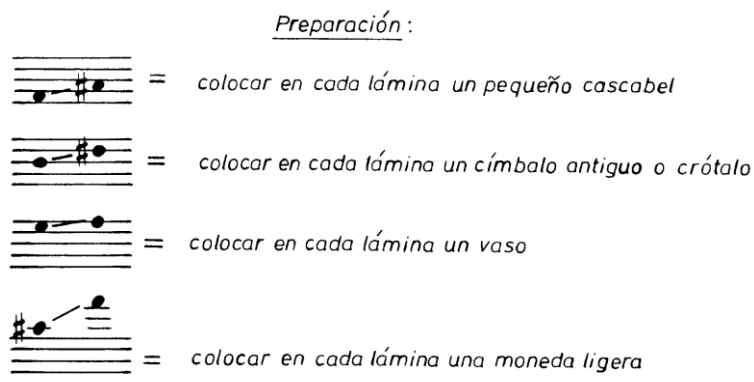 Preparación:
= colocar en cada lámina un pequeño cascabel
= colocar en cada lámina un címbalo antiguo o crótalo
= colocar en cada lámina un vaso
= colocar en cada lámina una moneda ligera